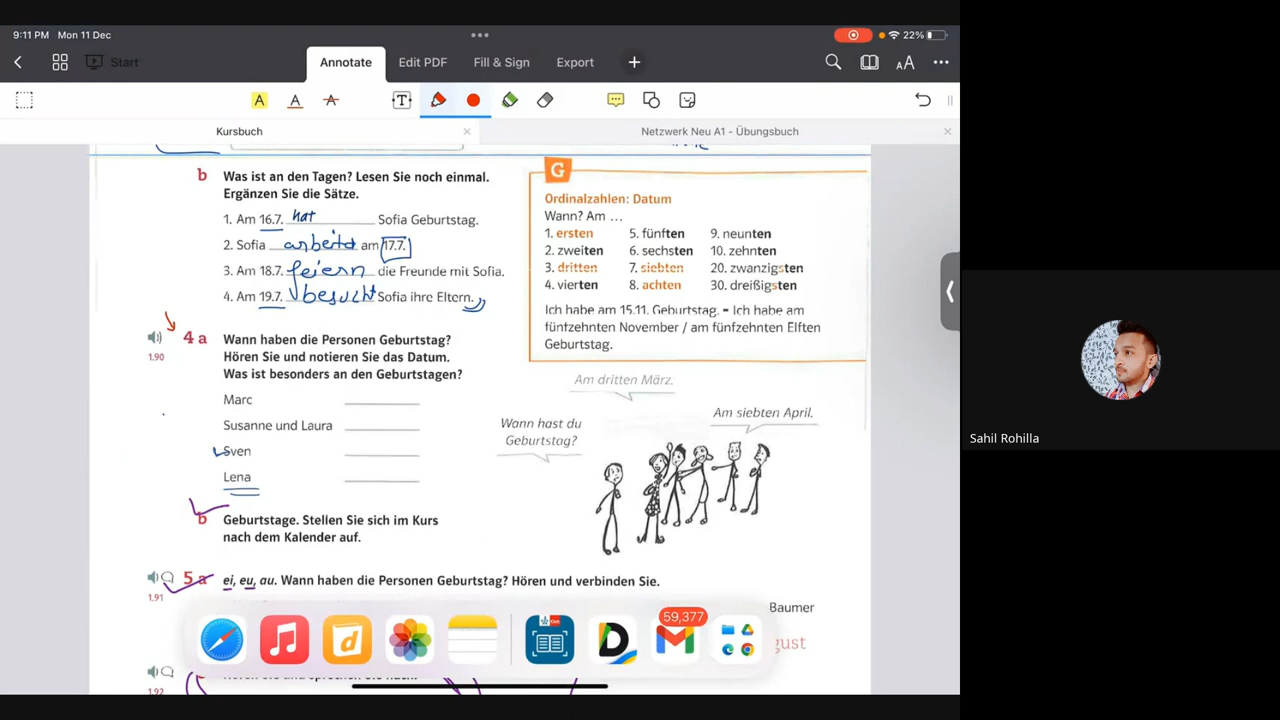 9:11 PM Mon 11 Dec
22%
Start
Annotate
Edit PDF
Fill & Sign
Export
Kursbuch
Netzwerk Neu A1 - Übungsbuch
b Was ist an den Tagen? Lesen Sie noch einmal.
Ergänzen Sie die Sätze.
1. Am 16.7. hat Sofia Geburtstag.
2. Sofia arbeitet am 17.7.
3. Am 18.7. feiern die Freunde mit Sofia.
4. Am 19.7. besucht Sofia ihre Eltern.
G
Ordinalzahlen: Datum
Wann? Am ...
1. ersten 5. fünften 9. neunten
2. zweiten 6. sechsten 10. zehnten
3. dritten 7. siebten 20. zwanzigsten
4. vierten 8. achten 30. dreißigsten
Ich habe am 15.11. Geburtstag. = Ich habe am
fünfzehnten November / am fünfzehnten Elften
Geburtstag.
1.90
4 a Wann haben die Personen Geburtstag?
Hören Sie und notieren Sie das Datum.
Was ist besonders an den Geburtstagen?
Marc
Susanne und Laura
Sven
Lena
Am dritten März.
Wann hast du
Geburtstag?
Am siebten April.
b Geburtstage. Stellen Sie sich im Kurs
nach dem Kalender auf.
1.91
5 a ei, eu, au. Wann haben die Personen Geburtstag? Hören und verbinden Sie.
Baumer
gust
59,377
1.92
Sahil Rohilla